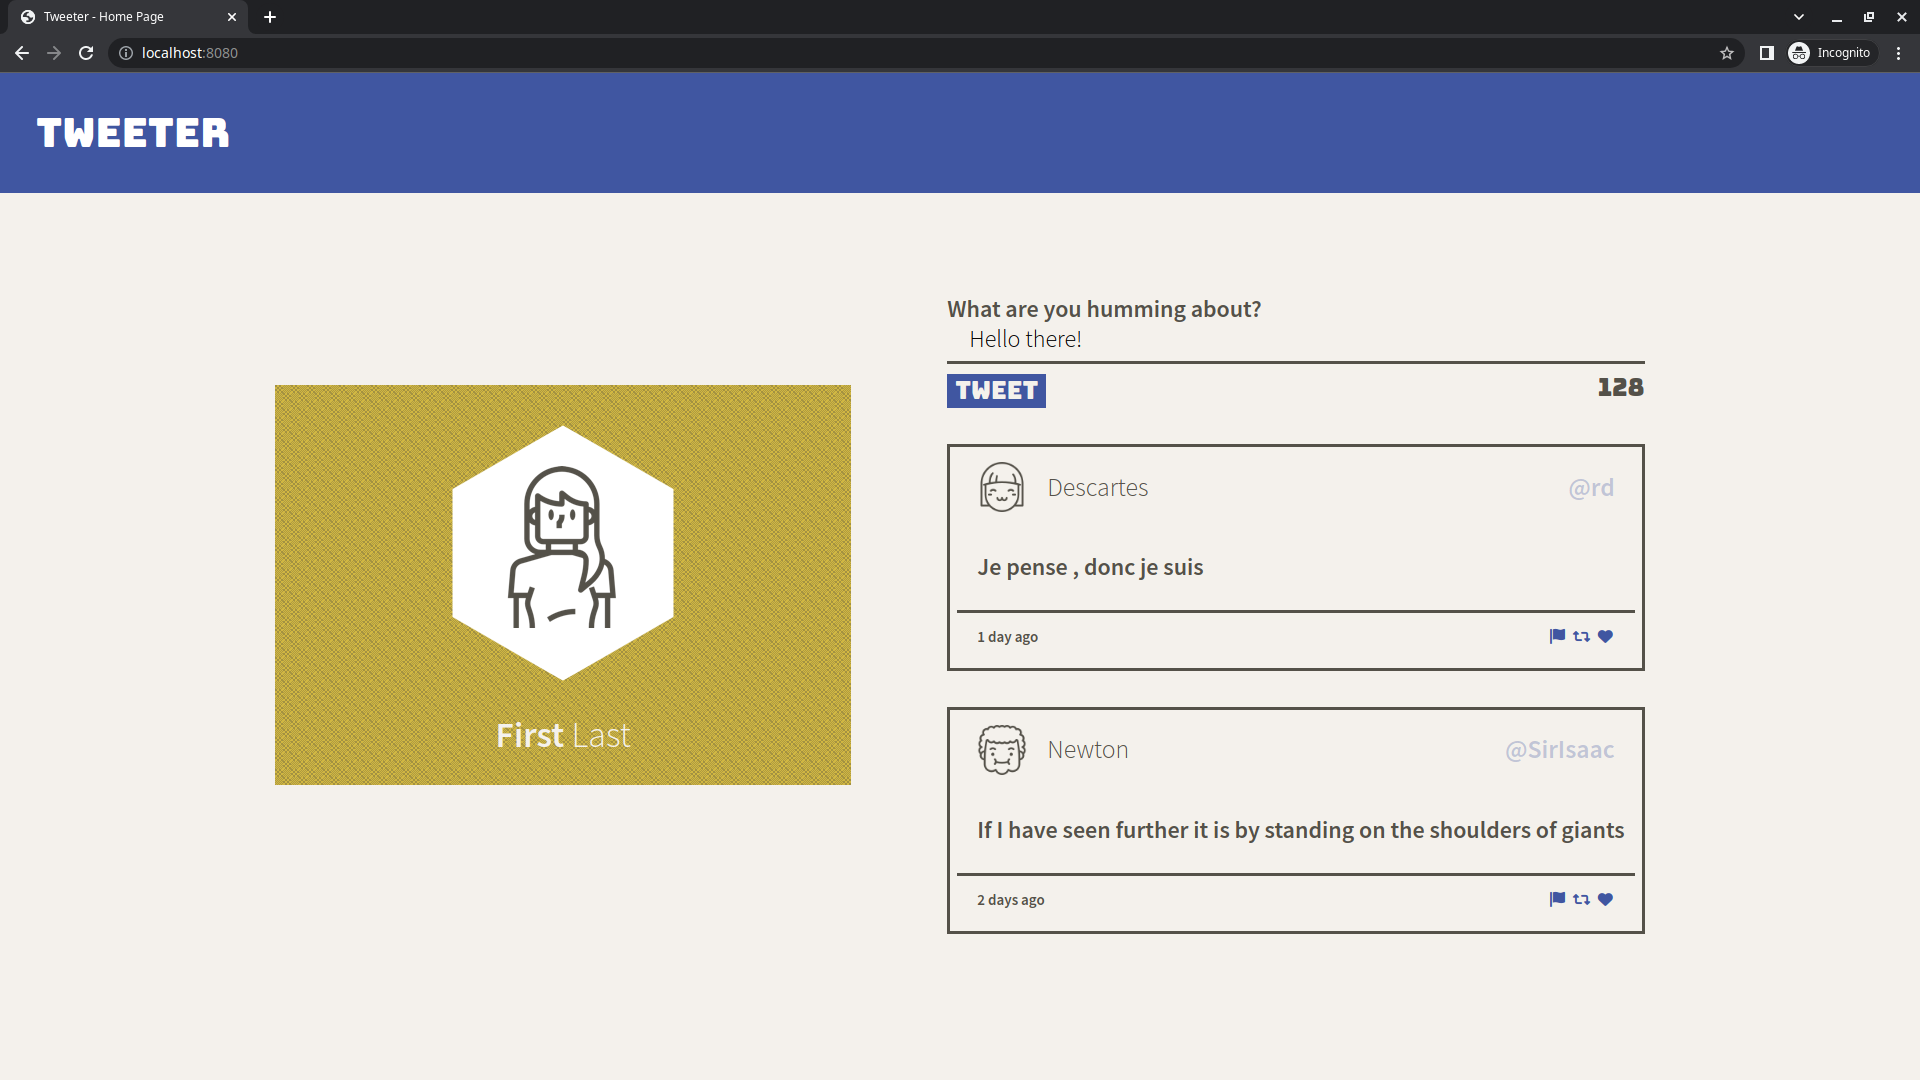 Tweeter - Home Page
localhost:8080
Incognito
TWEETER
What are you humming about?
Hello there!
TWEET
128
Descartes
@rd
Je pense , donc je suis
1 day ago
First Last
Newton
@SirIsaac
If I have seen further it is by standing on the shoulders of giants
2 days ago